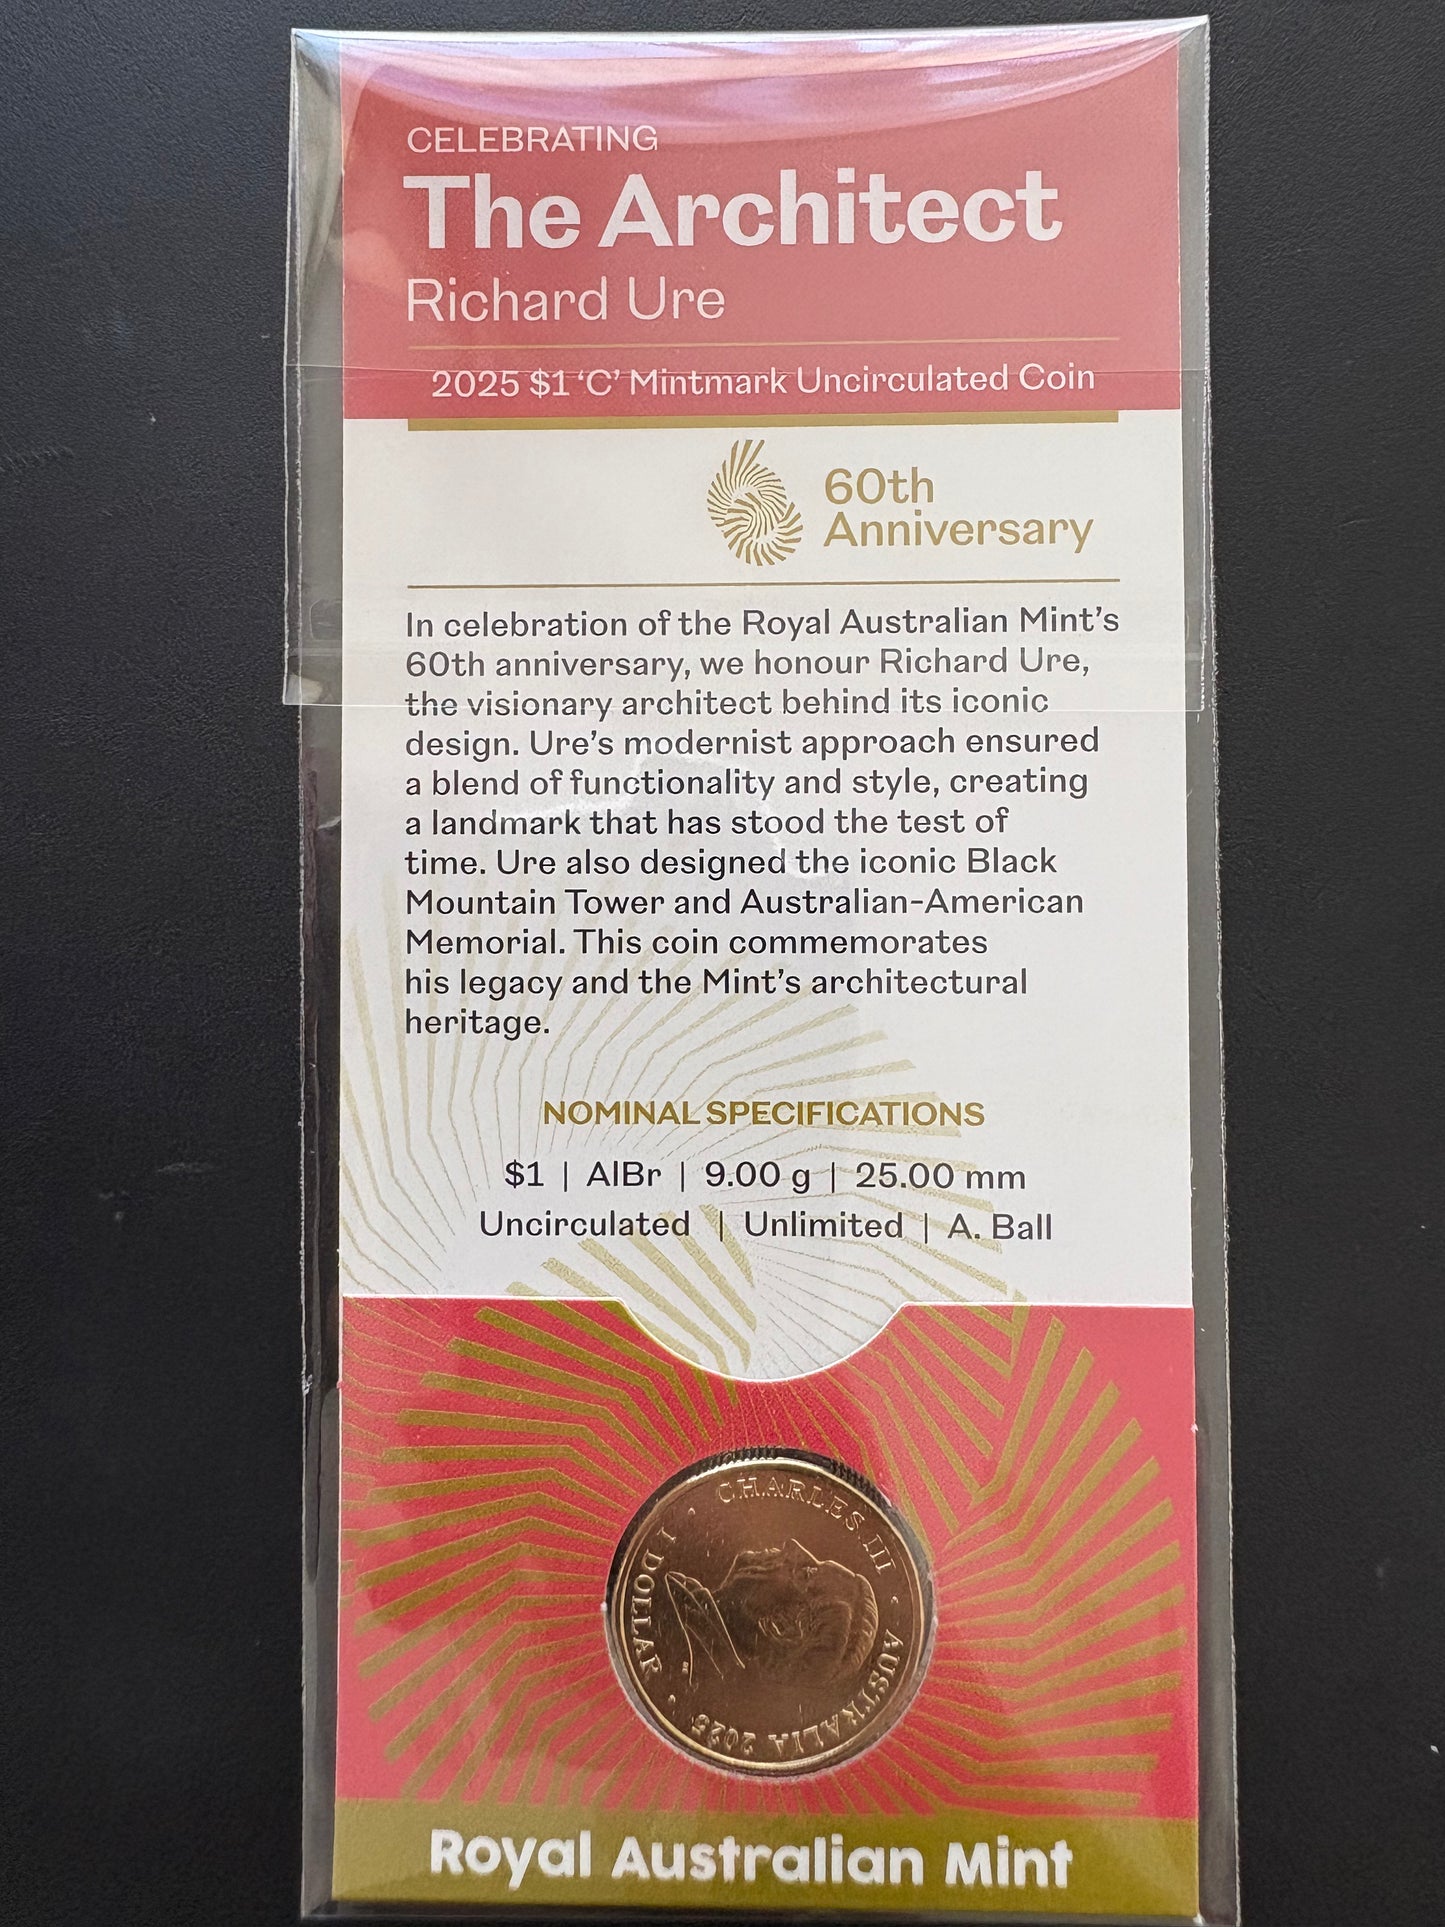 CELEBRATING
The Architect
Richard Ure
2025 $1 ‘C’ Mintmark Uncirculated Coin
60th
Anniversary
In celebration of the Royal Australian Mint’s
60th anniversary, we honour Richard Ure,
the visionary architect behind its iconic
design. Ure’s modernist approach ensured
a blend of functionality and style, creating
a landmark that has stood the test of
time. Ure also designed the iconic Black
Mountain Tower and Australian-American
Memorial. This coin commemorates
his legacy and the Mint’s architectural
heritage.
NOMINAL SPECIFICATIONS
$1 | AlBr | 9.00 g | 25.00 mm
Uncirculated | Unlimited | A. Ball
1 DOLLAR • CHARLES III • AUSTRALIA 2025 •
Royal Australian Mint